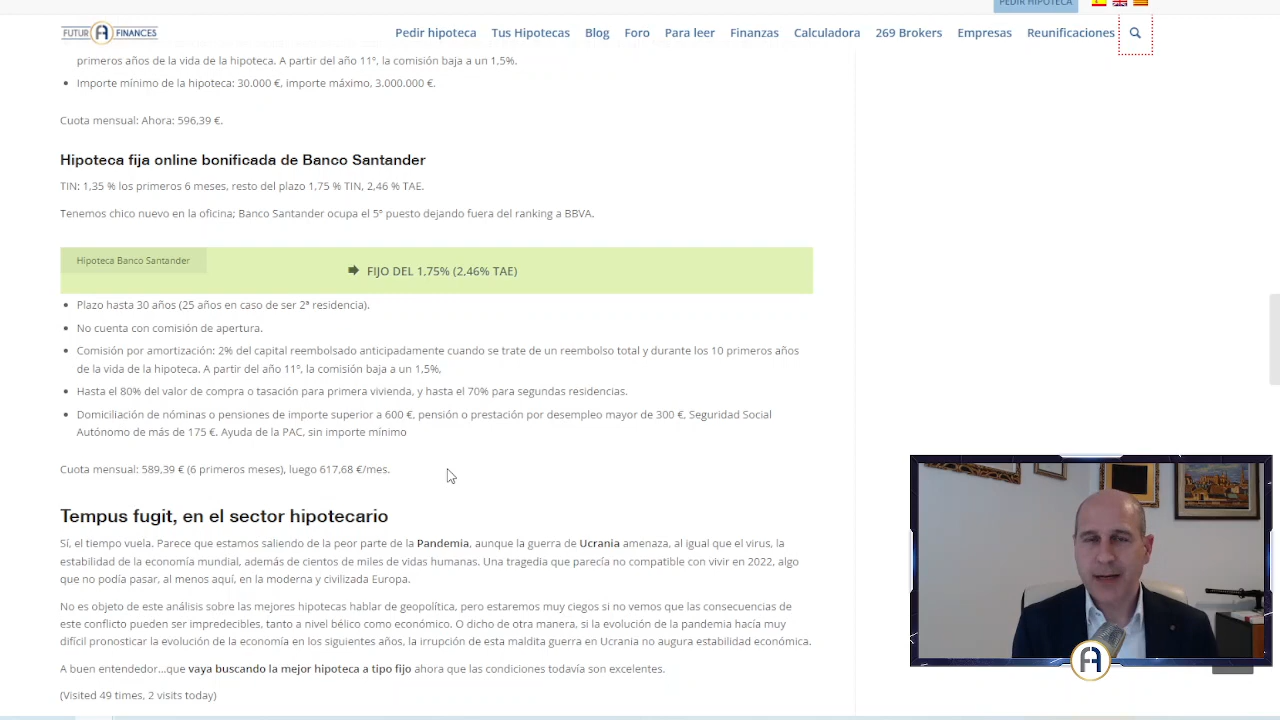 PEDIR HIPOTECA
FUTUR FINANCES
Pedir hipoteca Tus Hipotecas Blog Foro Para leer Finanzas Calculadora 269 Brokers Empresas Reunificaciones
primeros años de la vida de la hipoteca. A partir del año 11º, la comisión baja a un 1,5%.
Importe mínimo de la hipoteca: 30.000 €, importe máximo, 3.000.000 €.
Cuota mensual: Ahora: 596,39 €.
Hipoteca fija online bonificada de Banco Santander
TIN: 1,35 % los primeros 6 meses, resto del plazo 1,75 % TIN, 2,46 % TAE.
Tenemos chico nuevo en la oficina; Banco Santander ocupa el 5º puesto dejando fuera del ranking a BBVA.
Hipoteca Banco Santander
FIJO DEL 1,75% (2,46% TAE)
Plazo hasta 30 años (25 años en caso de ser 2ª residencia).
No cuenta con comisión de apertura.
Comisión por amortización: 2% del capital reembolsado anticipadamente cuando se trate de un reembolso total y durante los 10 primeros años
de la vida de la hipoteca. A partir del año 11º, la comisión baja a un 1,5%,
Hasta el 80% del valor de compra o tasación para primera vivienda, y hasta el 70% para segundas residencias.
Domiciliación de nóminas o pensiones de importe superior a 600 €, pensión o prestación por desempleo mayor de 300 €, Seguridad Social
Autónomo de más de 175 €. Ayuda de la PAC, sin importe mínimo
Cuota mensual: 589,39 € (6 primeros meses), luego 617,68 €/mes.
Tempus fugit, en el sector hipotecario
Sí, el tiempo vuela. Parece que estamos saliendo de la peor parte de la Pandemia, aunque la guerra de Ucrania amenaza, al igual que el virus, la
estabilidad de la economía mundial, además de cientos de miles de vidas humanas. Una tragedia que parecía no compatible con vivir en 2022, algo
que no podía pasar, al menos aquí, en la moderna y civilizada Europa.
No es objeto de este análisis sobre las mejores hipotecas hablar de geopolítica, pero estaremos muy ciegos si no vemos que las consecuencias de
este conflicto pueden ser impredecibles, tanto a nivel bélico como económico. O dicho de otra manera, si la evolución de la pandemia hacía muy
difícil pronosticar la evolución de la economía en los siguientes años, la irrupción de esta maldita guerra en Ucrania no augura estabilidad económica.
A buen entendedor...que vaya buscando la mejor hipoteca a tipo fijo ahora que las condiciones todavía son excelentes.
(Visited 49 times, 2 visits today)